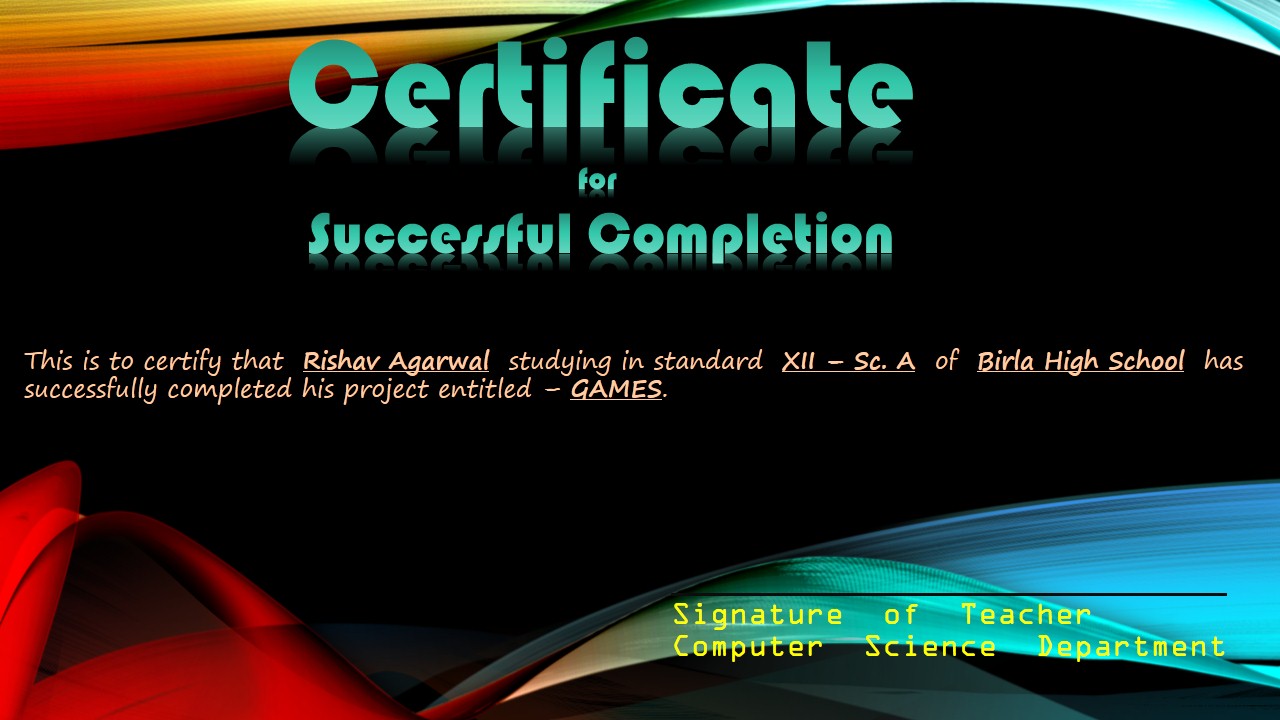 Certificate
for
Successful Completion
This is to certify that Rishav Agarwal studying in standard XII – Sc. A of Birla High School has
successfully completed his project entitled – GAMES.
Signature of Teacher
Computer Science Department